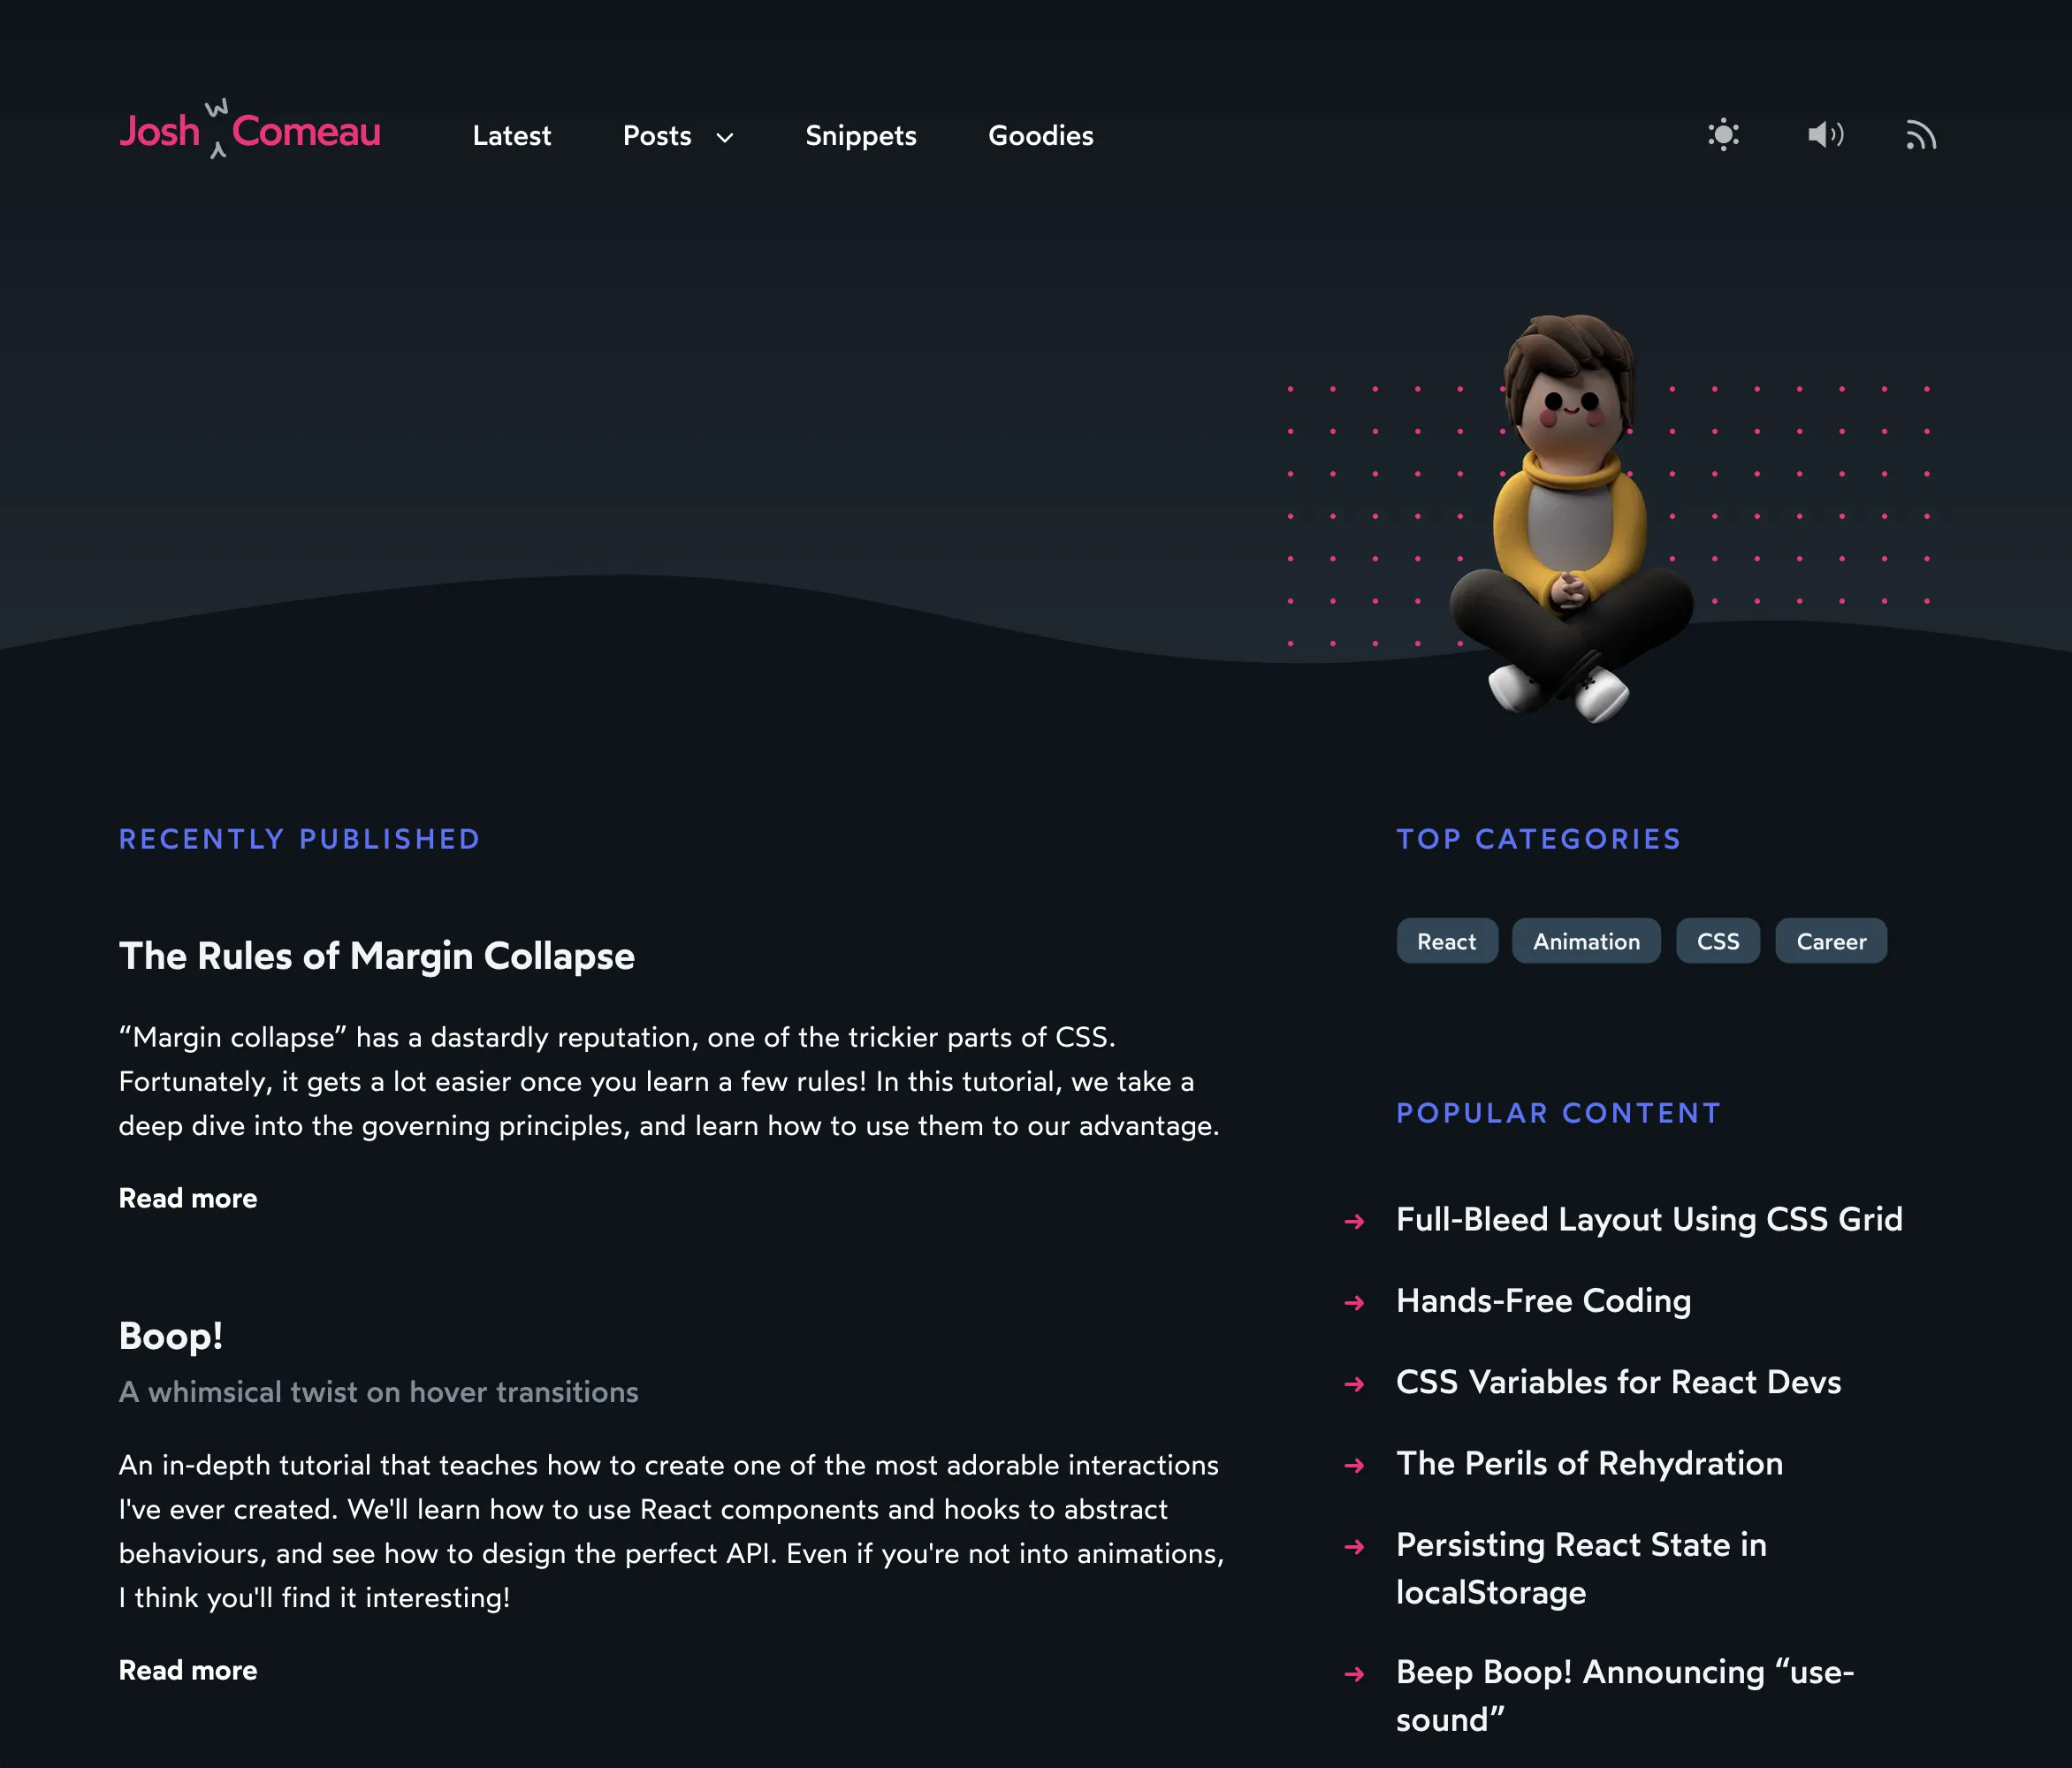 Josh W Comeau
Latest
Posts
Snippets
Goodies
RECENTLY PUBLISHED
The Rules of Margin Collapse
“Margin collapse” has a dastardly reputation, one of the trickier parts of CSS.
Fortunately, it gets a lot easier once you learn a few rules! In this tutorial, we take a
deep dive into the governing principles, and learn how to use them to our advantage.
Read more
Boop!
A whimsical twist on hover transitions
An in-depth tutorial that teaches how to create one of the most adorable interactions
I've ever created. We'll learn how to use React components and hooks to abstract
behaviours, and see how to design the perfect API. Even if you're not into animations,
I think you'll find it interesting!
Read more
TOP CATEGORIES
React
Animation
CSS
Career
POPULAR CONTENT
Full-Bleed Layout Using CSS Grid
Hands-Free Coding
CSS Variables for React Devs
The Perils of Rehydration
Persisting React State in
localStorage
Beep Boop! Announcing “use-
sound”